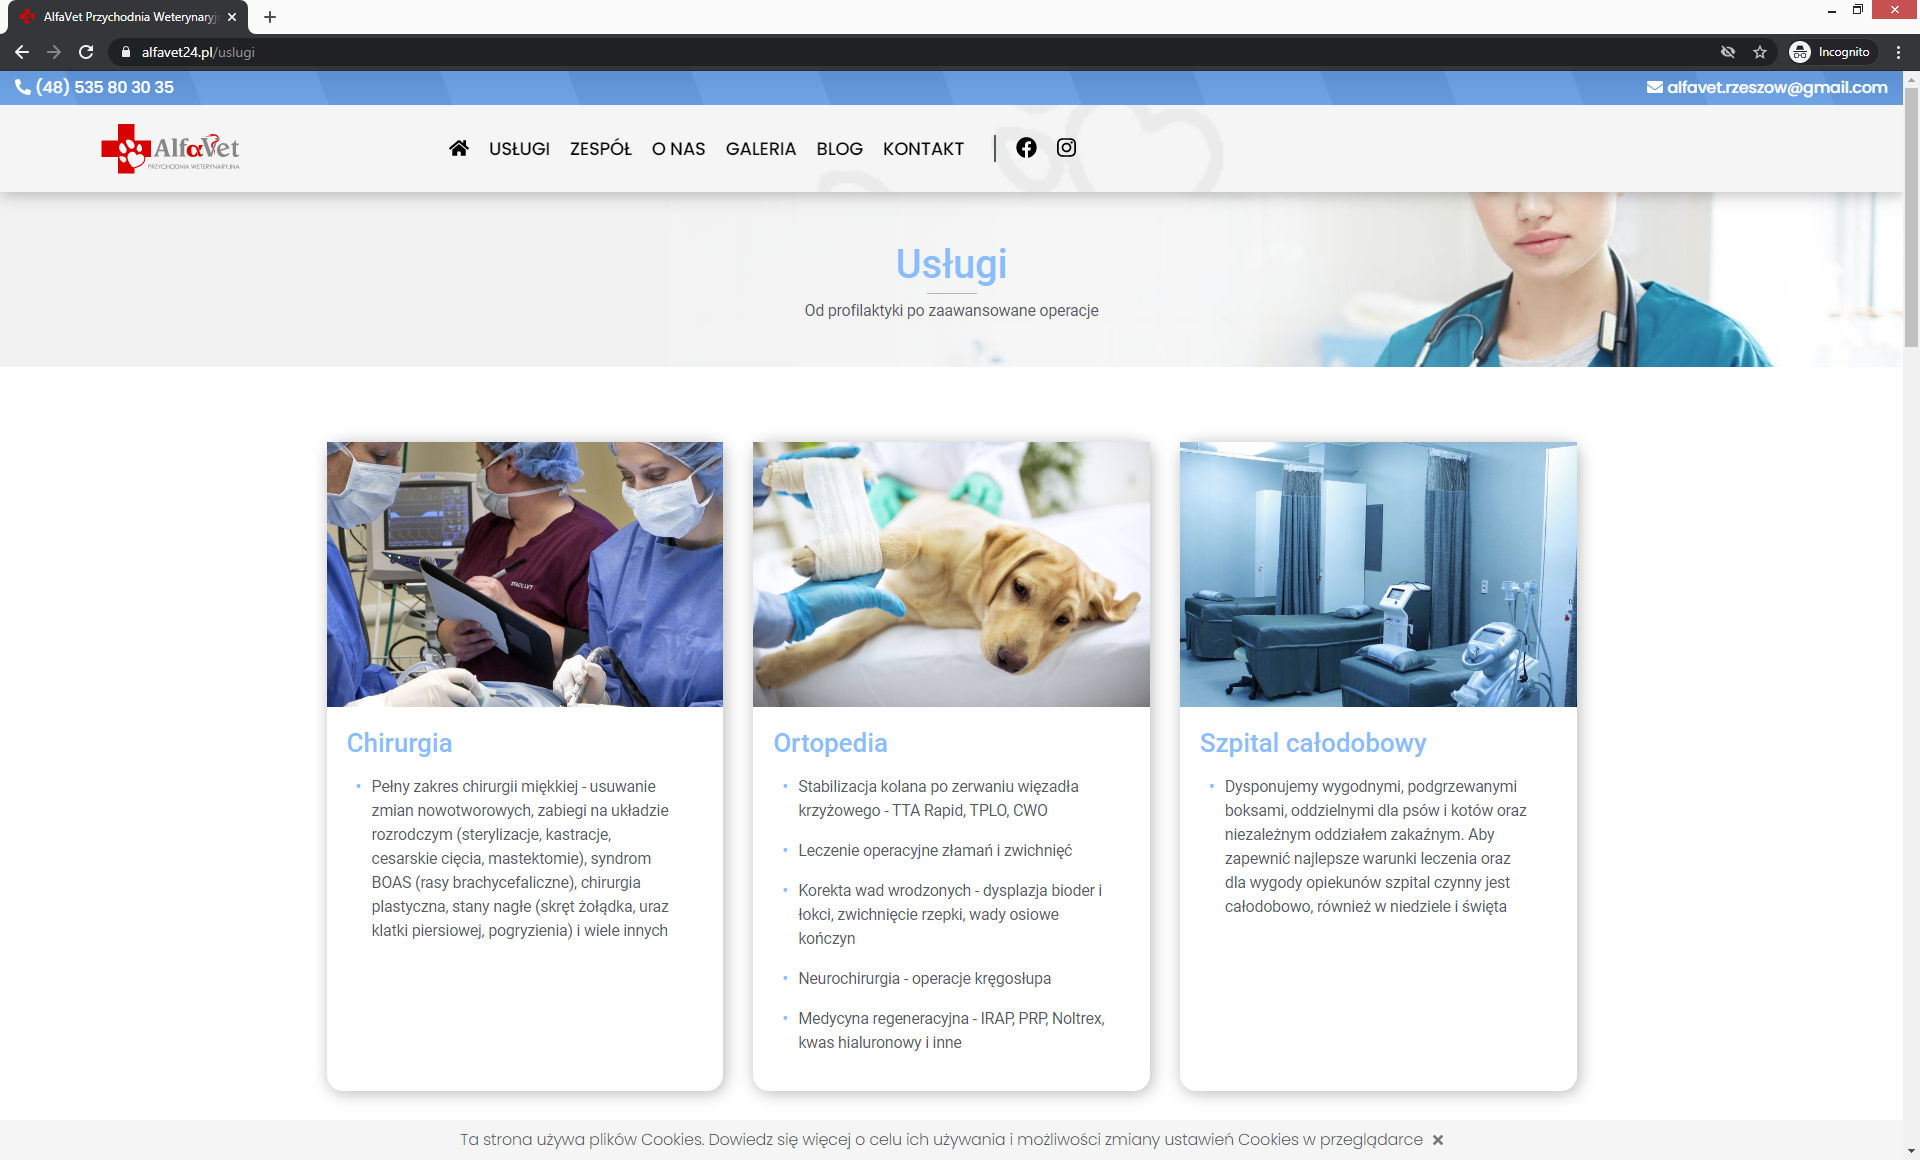 AlfaVet Przychodnia Weterynaryj
Incognito
alfavet24.pl/uslugi
(48) 535 80 30 35
alfavet.rzeszow@gmail.com
AlfaVet
PRZYCHODNIA WETERYNARYJNA
USŁUGI
ZESPÓŁ
O NAS
GALERIA
BLOG
KONTAKT
Usługi
Od profilaktyki po zaawansowane operacje
Chirurgia
• Pełny zakres chirurgii miękkiej - usuwanie
zmian nowotworowych, zabiegi na układzie
rozrodczym (sterylizacje, kastracje,
cesarskie cięcia, mastektomie), syndrom
BOAS (rasy brachycefaliczne), chirurgia
plastyczna, stany nagłe (skręt żołądka, uraz
klatki piersiowej, pogryzienia) i wiele innych
Ortopedia
• Stabilizacja kolana po zerwaniu więzadła
krzyżowego - TTA Rapid, TPLO, CWO
• Leczenie operacyjne złamań i zwichnięć
• Korekta wad wrodzonych - dysplazja bioder i
łokci, zwichnięcie rzepki, wady osiowe
kończyn
• Neurochirurgia - operacje kręgosłupa
• Medycyna regeneracyjna - IRAP, PRP, Noltrex,
kwas hialuronowy i inne
Szpital całodobowy
• Dysponujemy wygodnymi, podgrzewanymi
boksami, oddzielnymi dla psów i kotów oraz
niezależnym oddziałem zakaźnym. Aby
zapewnić najlepsze warunki leczenia oraz
dla wygody opiekunów szpital czynny jest
całodobowo, również w niedziele i święta
Ta strona używa plików Cookies. Dowiedz się więcej o celu ich używania i możliwości zmiany ustawień Cookies w przeglądarce